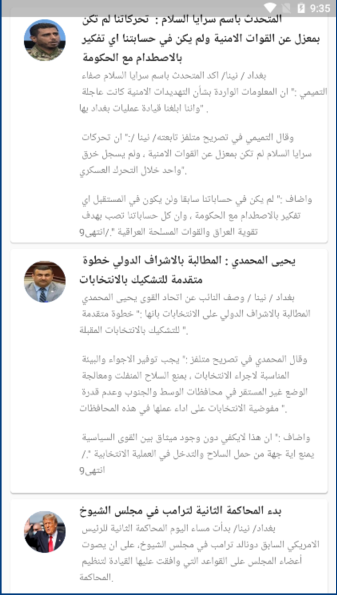 9:35
المتحدث باسم سرايا السلام : تحركاتنا لم تكن
بمعزل عن القوات الامنية ولم يكن في حسابتنا اي تفكير
بالاصطدام مع الحكومة
بغداد / نينا/ اكد المتحدث باسم سرايا السلام صفاء
التميمي :" ان المعلومات الواردة بشأن التهديدات الامنية كانت عاجلة
واننا ابلغنا قيادة عمليات بغداد بها" .
وقال التميمي في تصريح متلفز تابعته/ نينا /:" ان تحركات
سرايا السلام لم تكن بمعزل عن القوات الامنية ، ولم يسجل خرق
واحد خلال التحرك العسكري".
واضاف :" لم يكن في حساباتنا سابقا ولن يكون في المستقبل اي
تفكير بالاصطدام مع الحكومة ، وان كل حساباتنا نصب بهدف
تقوية العراق والقوات المسلحة العراقية "./انتهى9
يحيى المحمدي : المطالبة بالاشراف الدولي خطوة
متقدمة للتشكيك بالانتخابات
بغداد / نينا / وصف النائب عن اتحاد القوى يحيى المحمدي
المطالبة بالاشراف الدولي على الانتخابات بانها :" خطوة متقدمة
للتشكيك بالانتخابات المقبلة ".
وقال المحمدي في تصريح متلفز :" يجب توفير الاجواء والبيئة
المناسبة لاجراء الانتخابات ، بمنع السلاح المنفلت ومعالجة
الوضع غير المستقر في محافظات الوسط والجنوب وعدم قدرة
مفوضية الانتخابات على اداء عملها في هذه المحافظات ".
واضاف :" ان هذا لايكفي دون وجود ميثاق بين القوى السياسية
يمنع اية جهة من حمل السلاح والتدخل في العملية الانتخابية "./
انتهى9
بدء المحاكمة الثانية لترامب في مجلس الشيوخ
بغداد/ نينا/ بدأت مساء اليوم المحاكمة الثانية للرئيس
الامريكي السابق دونالد ترامب في مجلس الشيوخ، على ان يصوت
أعضاء المجلس على القواعد التي وافقت عليها القيادة لتنظيم
المحاكمة.